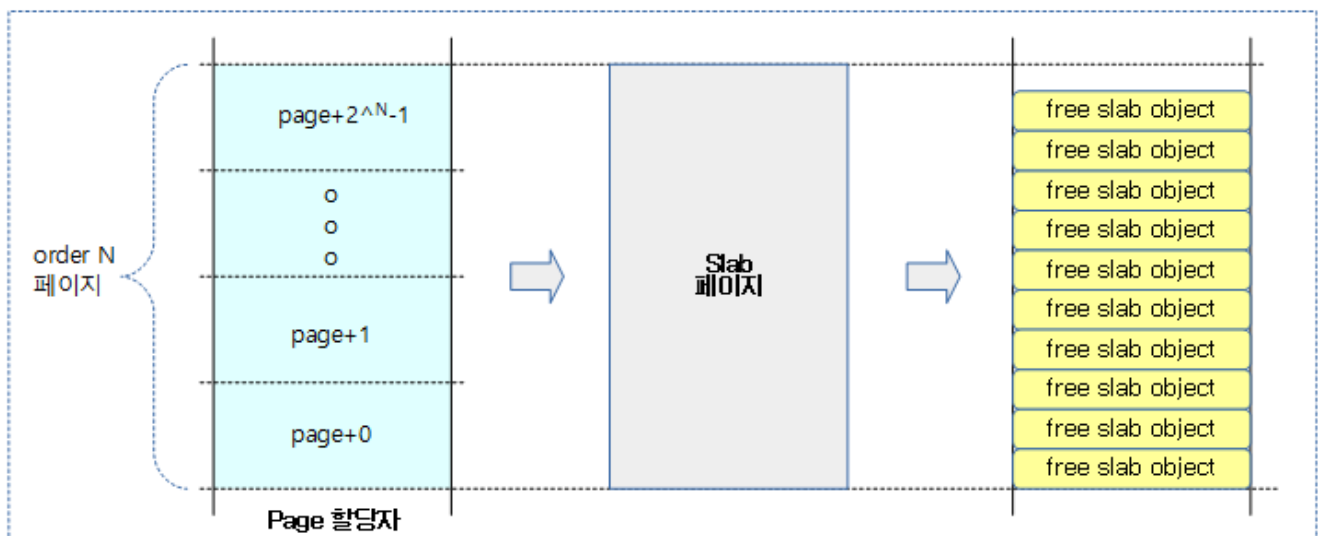 order N
페이지
page+2^N-1
o
o
o
page+1
page+0
Page 할당자
Slab
페이지
free slab object
free slab object
free slab object
free slab object
free slab object
free slab object
free slab object
free slab object
free slab object
free slab object